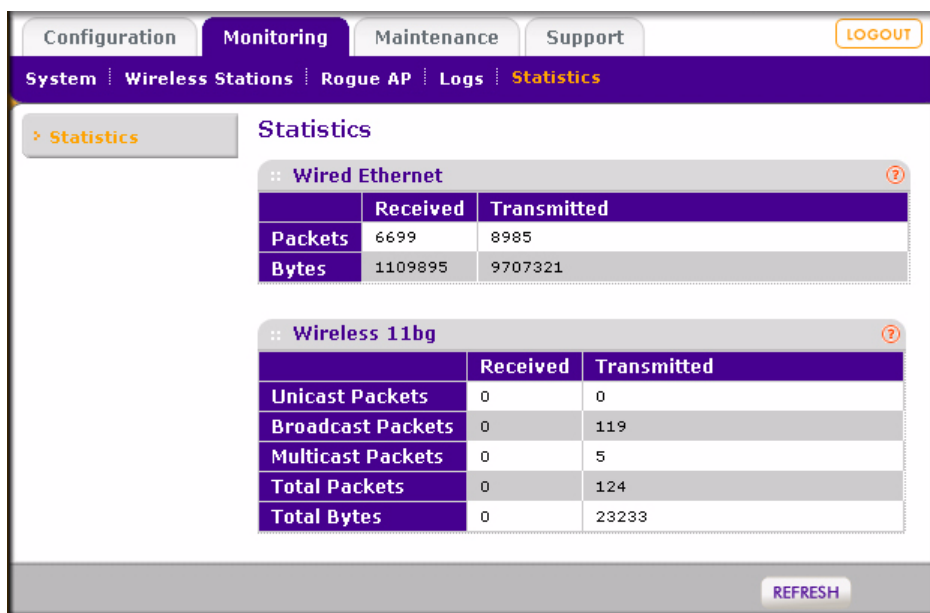 Configuration Monitoring Maintenance Support LOGOUT
System Wireless Stations Rogue AP Logs Statistics
> Statistics
Statistics
:: Wired Ethernet ?
Received Transmitted
Packets 6699 8985
Bytes 1109895 9707321
:: Wireless 11bg ?
Received Transmitted
Unicast Packets 0 0
Broadcast Packets 0 119
Multicast Packets 0 5
Total Packets 0 124
Total Bytes 0 23233
REFRESH